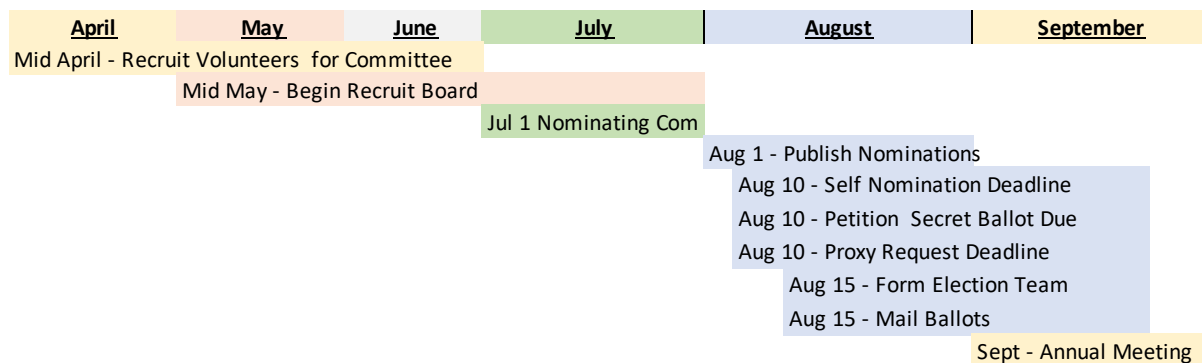 April May June July August September
Mid April - Recruit Volunteers  for Committee
Mid May - Begin Recruit Board
Jul 1 Nominating Com
Aug 1 - Publish Nominations
Aug 10 - Self Nomination Deadline
Aug 10 - Petition  Secret Ballot Due
Aug 10 - Proxy Request Deadline
Aug 15 - Form Election Team
Aug 15 - Mail Ballots
Sept - Annual Meeting